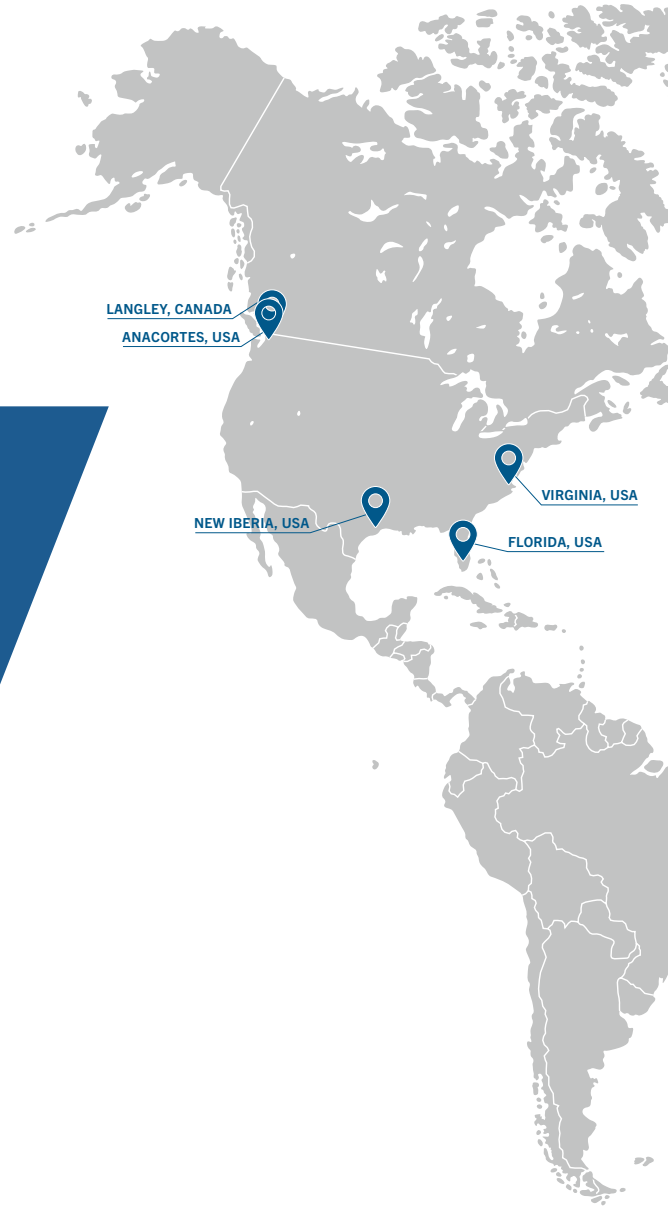 LANGLEY, CANADA
ANACORTES, USA
VIRGINIA, USA
NEW IBERIA, USA
FLORIDA, USA